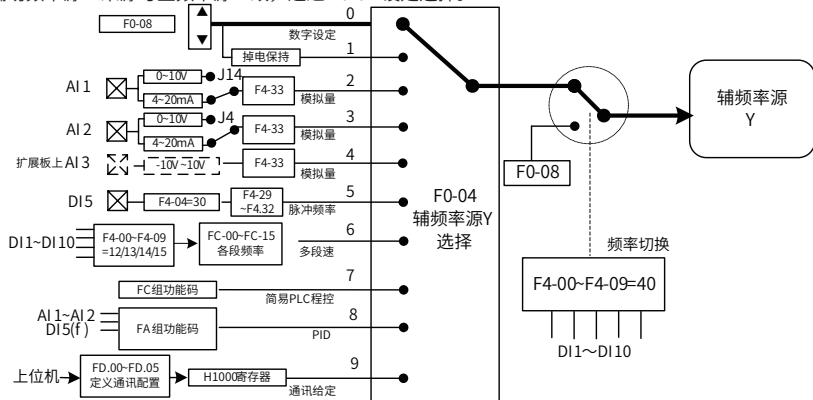 F0-08
0
数字设定
掉电保持
1
AI1
0~10V
J14
4~20mA
F4-33
2
模拟量
AI2
0~10V
J4
4~20mA
F4-33
3
模拟量
扩展板上AI3
-10V~10V
F4-33
4
模拟量
DI5
F4-04=30
F4-29
~F4.32
5
脉冲频率
DI1~DI10
F4-00~F4-09
=12/13/14/15
FC-00~FC-15
各段频率
6
多段速
FC组功能码
7
简易PLC程控
AI1~AI2
DI5(f)
FA组功能码
8
PID
上位机
FD.00~FD.05
定义通讯配置
H1000寄存器
9
通讯给定
F0-04
辅频率源Y
选择
F0-08
辅频率源
Y
频率切换
F4-00~F4-09=40
DI1～DI10